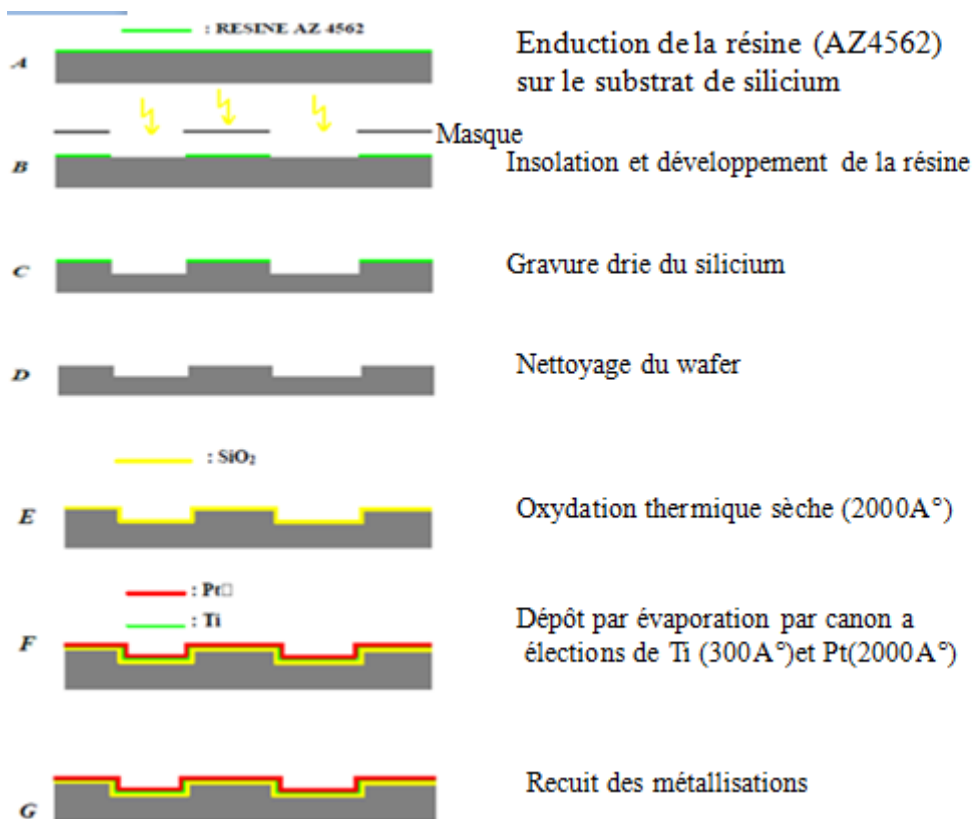 : RESINE AZ 4562
A
Enduction de la résine (AZ4562)
sur le substrat de silicium
Masque
B
Insolation et développement de la résine
C
Gravure drie du silicium
D
Nettoyage du wafer
: SiO₂
E
Oxydation thermique sèche (2000A°)
: Pt□
: Ti
F
Dépôt par évaporation par canon a
élections de Ti (300A°)et Pt(2000A°)
G
Recuit des métallisations